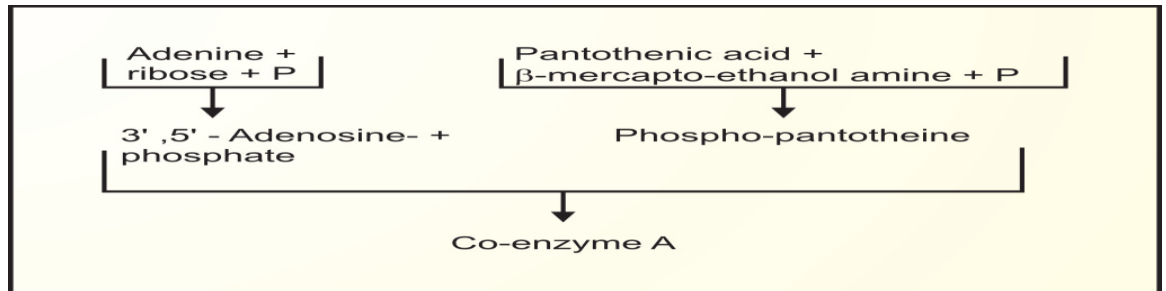 Adenine +
ribose + P
Pantothenic acid +
β-mercapto-ethanol amine + P
3' ,5' - Adenosine- +
phosphate
Phospho-pantotheine
Co-enzyme A